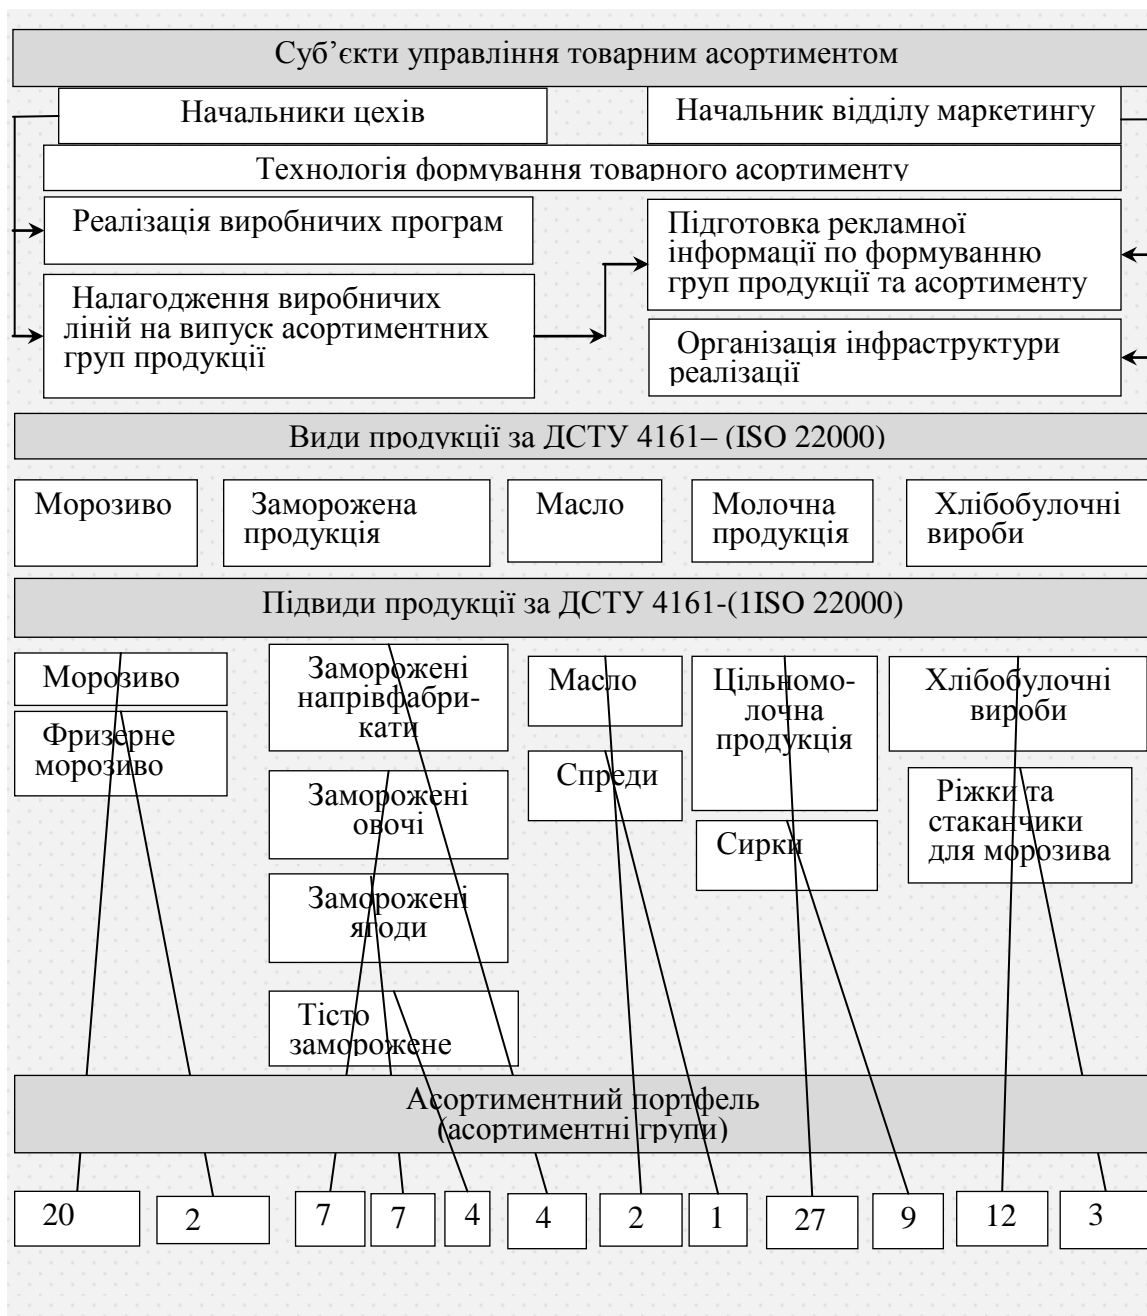 Суб’єкти управління товарним асортиментом
Начальники цехів
Начальник відділу маркетингу
Технологія формування товарного асортименту
Реалізація виробничих програм
Підготовка рекламної
інформації по формуванню
груп продукції та асортименту
Налагодження виробничих
ліній на випуск асортиментних
груп продукції
Організація інфраструктури
реалізації
Види продукції за ДСТУ 4161– (ISO 22000)
Морозиво
Заморожена
продукція
Масло
Молочна
продукція
Хлібобулочні
вироби
Підвиди продукції за ДСТУ 4161-(1ISO 22000)
Морозиво
Фризерне
морозиво
Заморожені
напрівфабри-
кати
Заморожені
овочі
Заморожені
ягоди
Тісто
заморожене
Масло
Спреди
Цільномо-
лочна
продукція
Сирки
Хлібобулочні
вироби
Ріжки та
стаканчики
для морозива
Асортиментний портфель
(асортиментні групи)
20
2
7
7
4
4
2
1
27
9
12
3